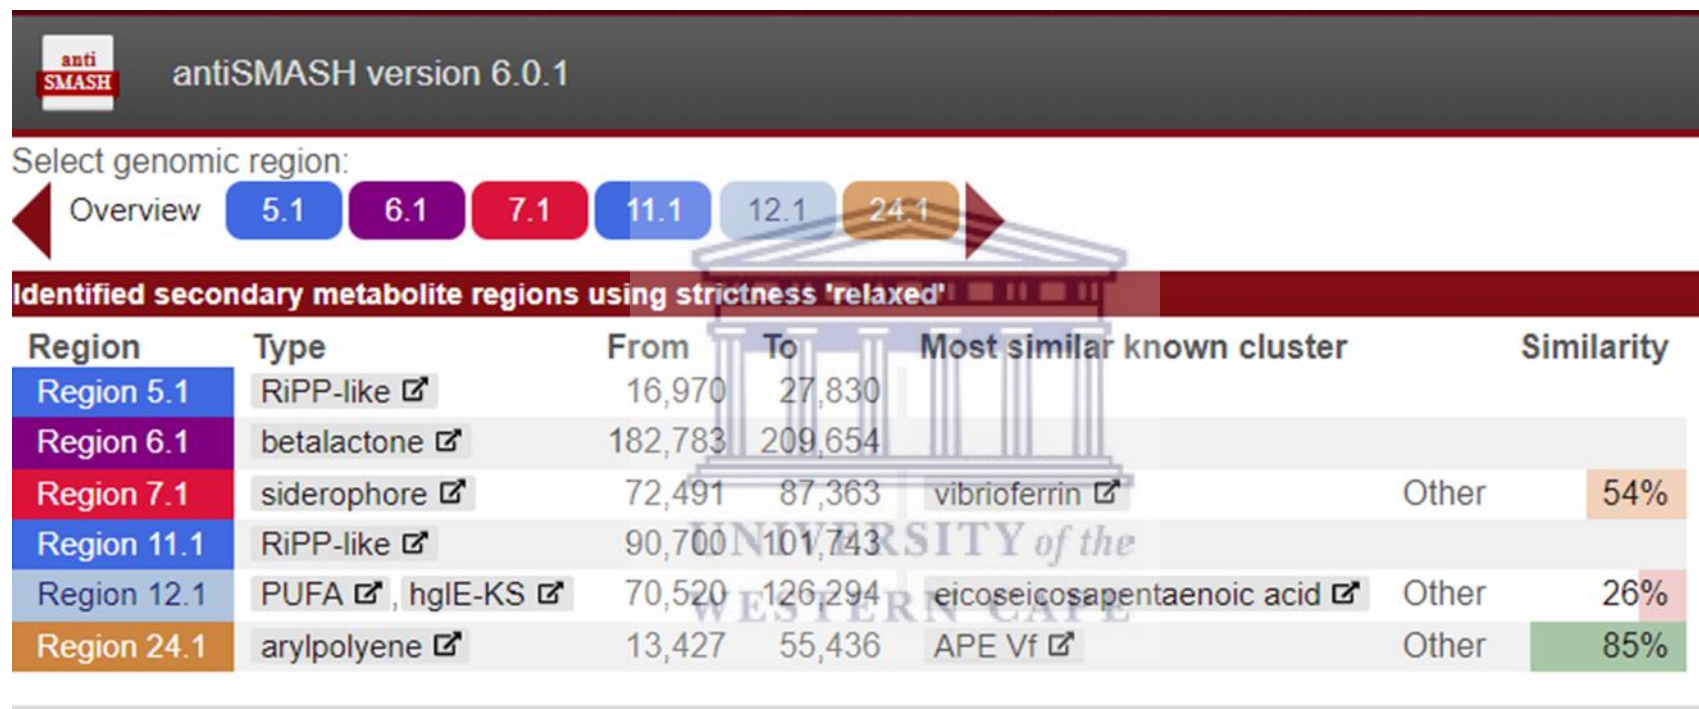 anti
SMASH
antiSMASH version 6.0.1
Select genomic region:
Overview 5.1 6.1 7.1 11.1 12.1 24.1
Identified secondary metabolite regions using strictness 'relaxed'
Region Type From To Most similar known cluster Similarity
Region 5.1 RiPP-like 16,970 27,830
Region 6.1 betalactone 182,783 209,654
Region 7.1 siderophore 72,491 87,363 vibrioferrin Other 54%
Region 11.1 RiPP-like 90,700 101,743
UNIVERSITY of the
Region 12.1 PUFA, hglE-KS 70,520 126,294 eicoseicosapentaenoic acid Other 26%
WESTERN CAPE
Region 24.1 arylpolyene 13,427 55,436 APE Vf Other 85%